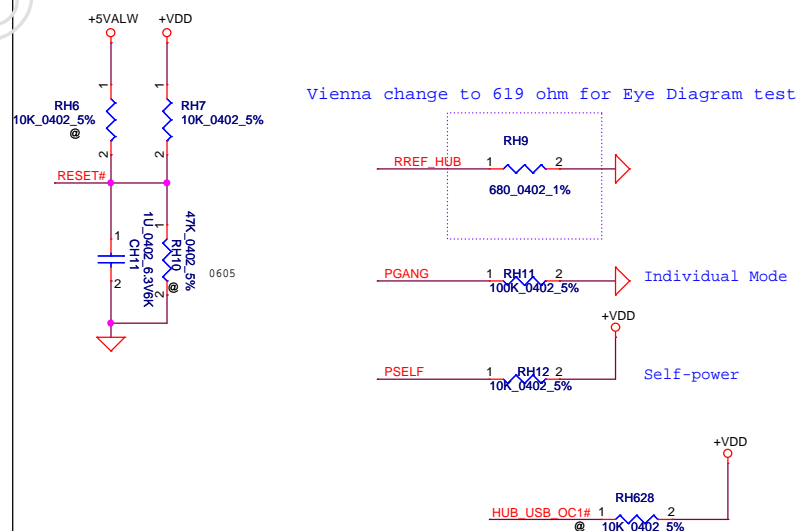 +5VALW
+VDD
1
RH6
10K_0402_5%
@
2
1
RH7
10K_0402_5%
2
RESET#
1
1U_0402_6.3V6K
CH11
2
1
47K_0402_5%
RH10
@
2
0605
Vienna change to 619 ohm for Eye Diagram test
RH9
RREF_HUB
1
2
680_0402_1%
PGANG
1
RH11
2
100K_0402_5%
Individual Mode
+VDD
PSELF
1
RH12
2
10K_0402_5%
Self-power
+VDD
RH628
HUB_USB_OC1#
1
2
@
10K_0402_5%